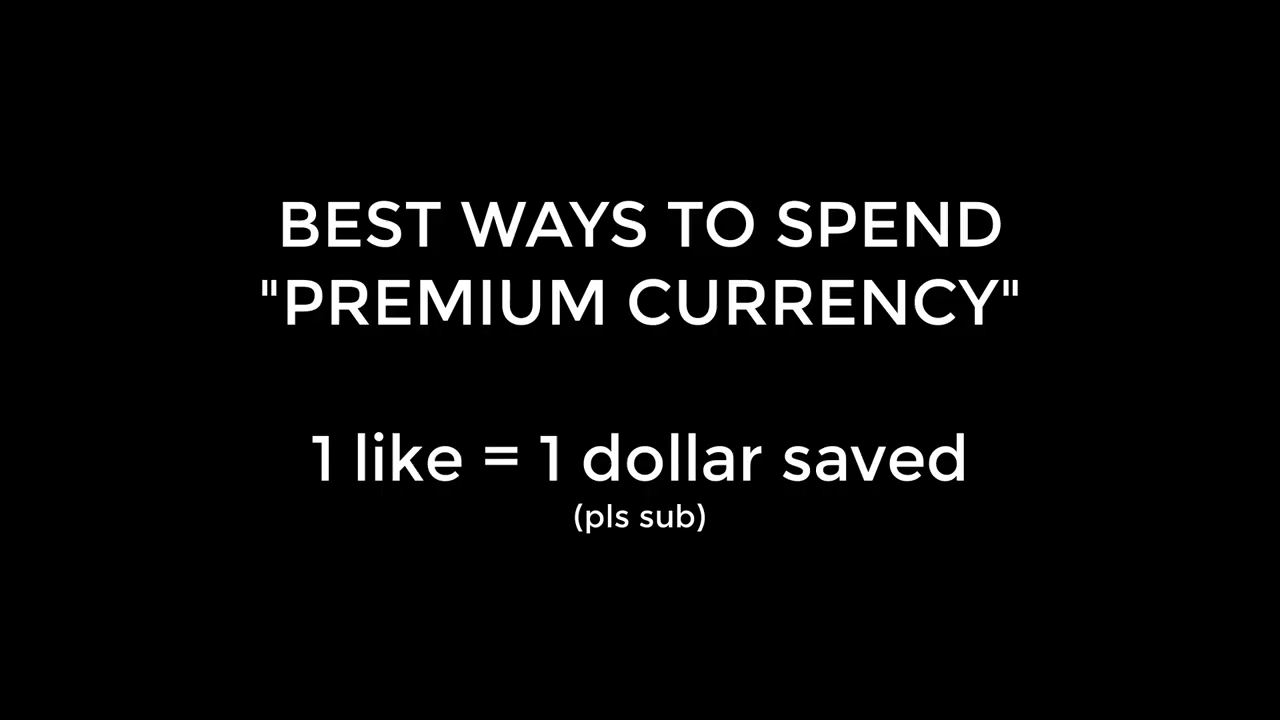 BEST WAYS TO SPEND
"PREMIUM CURRENCY"
1 like = 1 dollar saved
(pls sub)